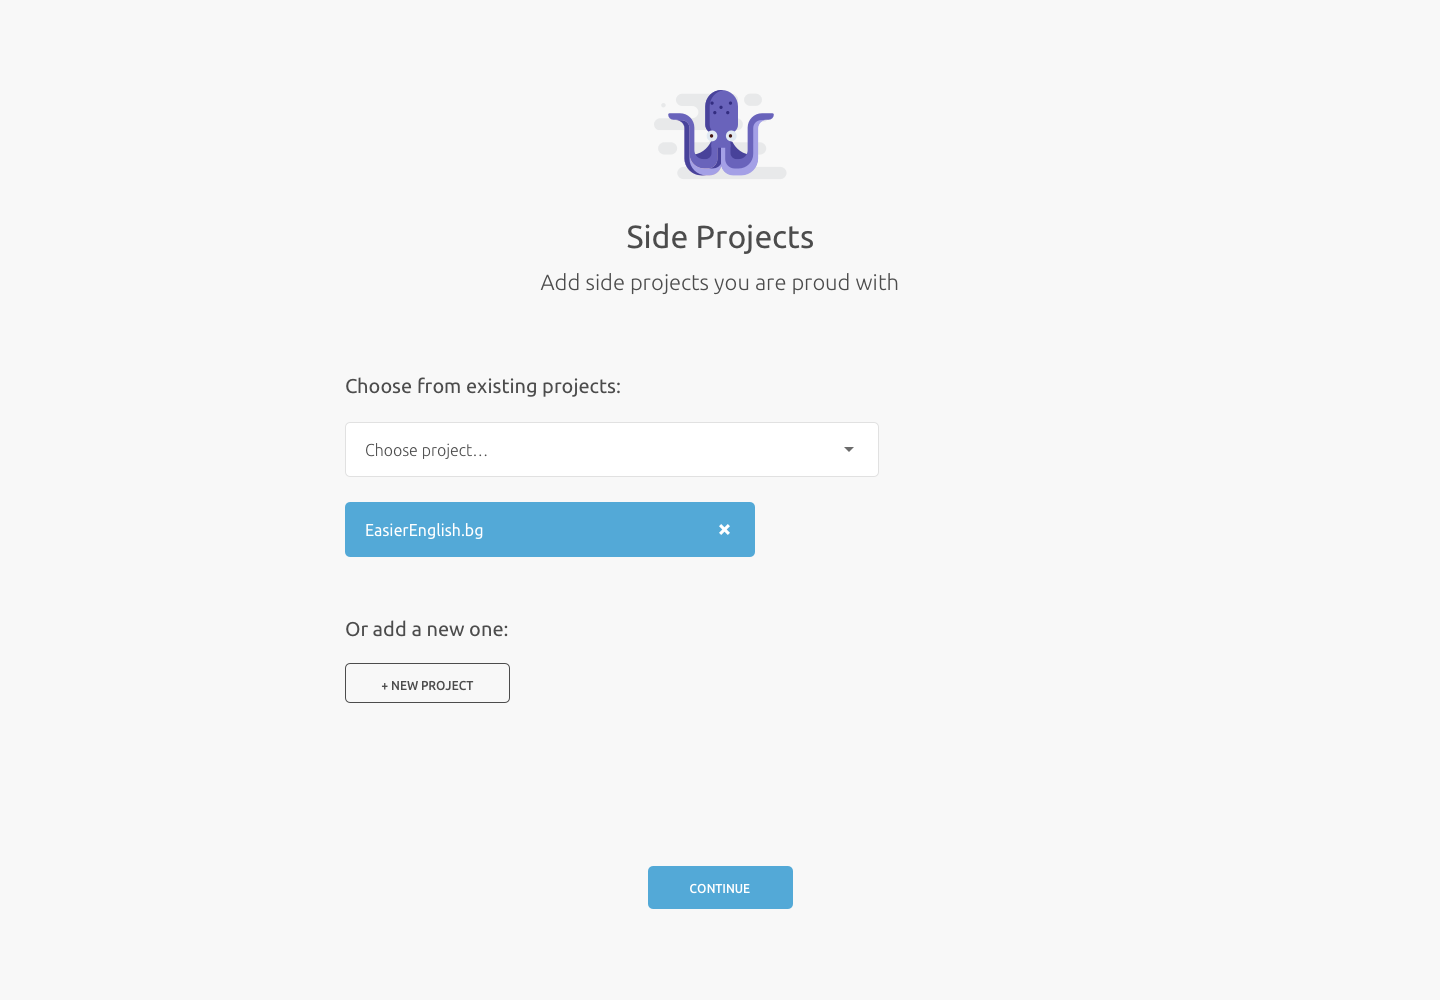 Side Projects
Add side projects you are proud with
Choose from existing projects:
Choose project...
EasierEnglish.bg
Or add a new one:
+ NEW PROJECT
CONTINUE